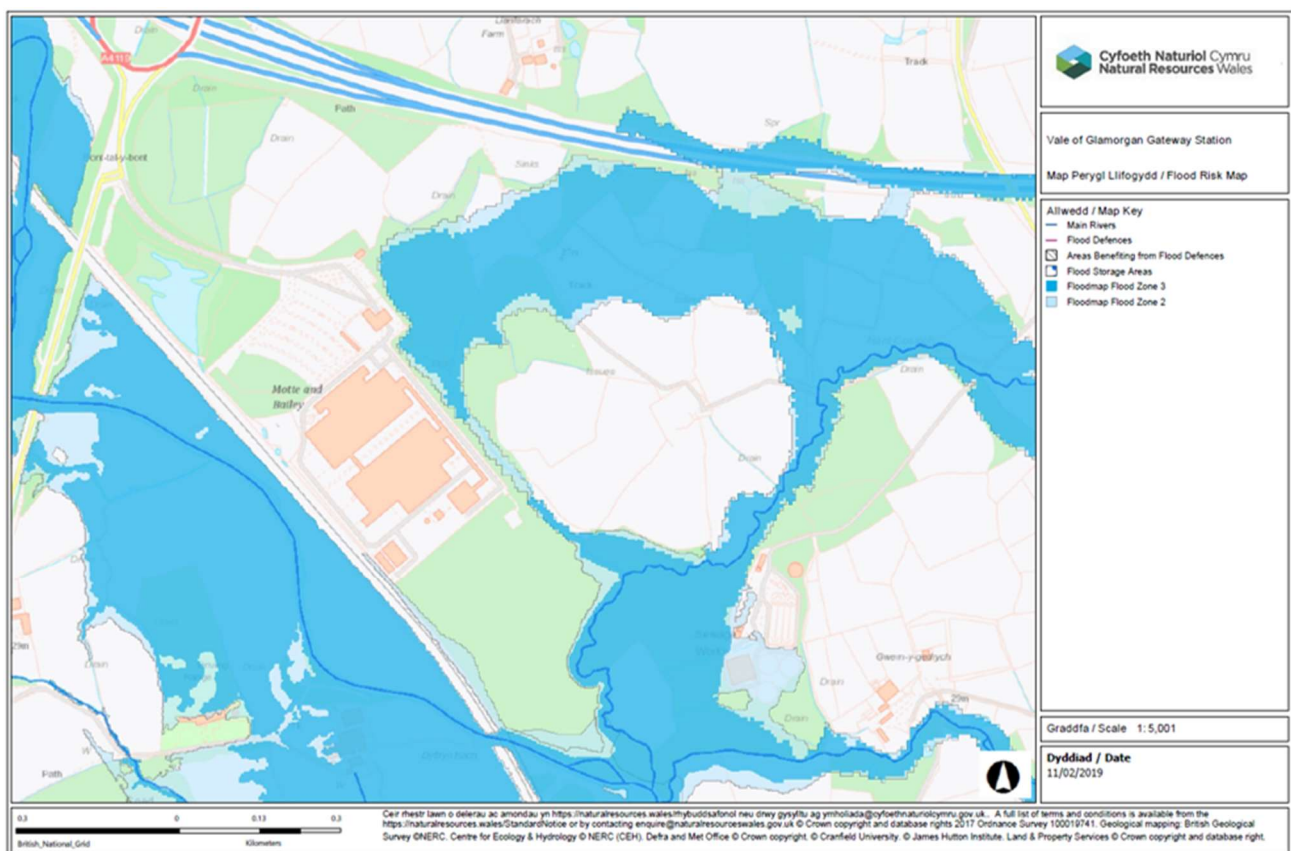 Cyfoeth Naturiol Cymru
Natural Resources Wales
Vale of Glamorgan Gateway Station
Map Perygl Llifogydd / Flood Risk Map
Allwedd / Map Key
Main Rivers
Flood Defences
Areas Benefiting from Flood Defences
Flood Storage Areas
Floodmap Flood Zone 3
Floodmap Flood Zone 2
Graddfa / Scale 1: 5,001
Dyddiad / Date
11/02/2019
Drain
Farm
A4119
Track
Drain
Path
Drain
Spr
Sinks
Drain
Motte and
Bailey
Drain
Drain
29m
Drain
Drain
29m
Drain
Path
0.3 0 0.13 0.3
British_National_Grid Kilometers
Ceir rhestr lawn o delerau ac amondau yn https://naturalresources.wales/rhybuddsafonol neu drwy gysylltu ag ymholiada@cyfoethnaturiolcymru.gov.uk.. A full list of terms and conditions is available from the
https://naturalresources.wales/StandardNotice or by contacting enquire@naturalresourceswales.gov.uk © Crown copyright and database rights 2017 Ordnance Survey 100019741. Geological mapping: British Geological
Survey ©NERC. Centre for Ecology & Hydrology © NERC (CEH). Defra and Met Office © Crown copyright. © Cranfield University. © James Hutton Institute. Land & Property Services © Crown copyright and database right.